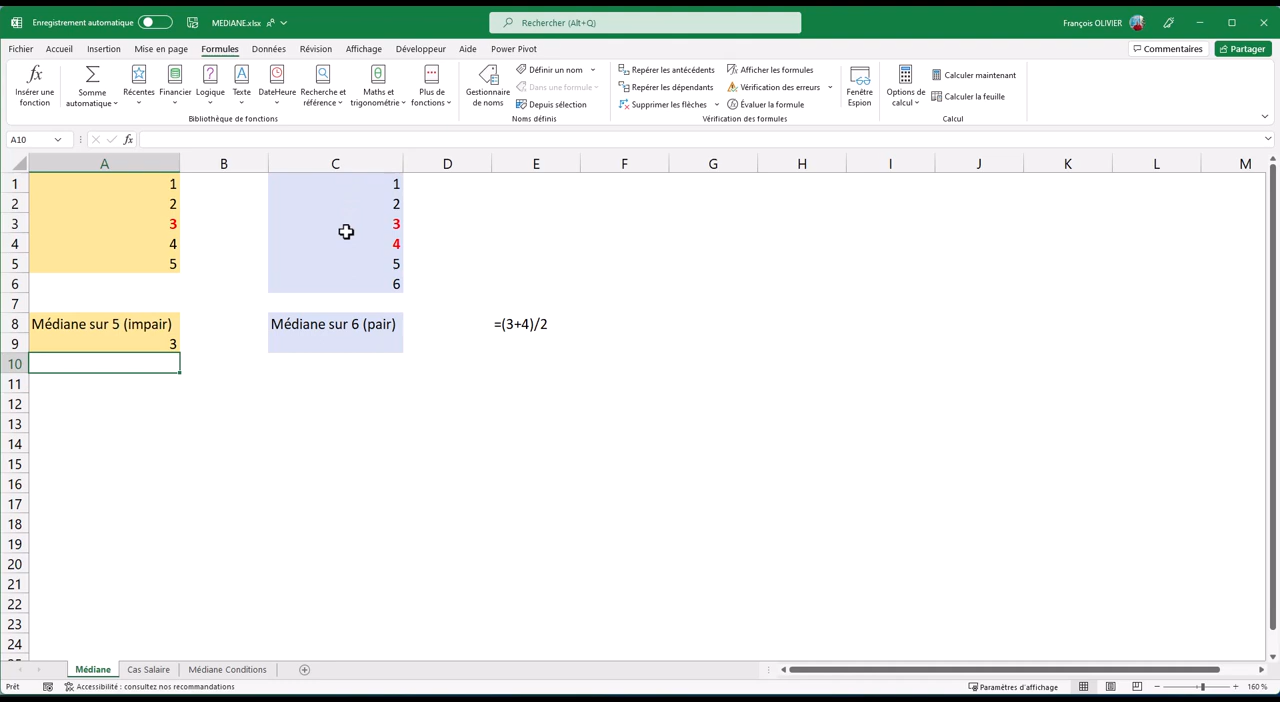 Enregistrement automatique MEDIANE.xlsx Rechercher (Alt+Q) François OLIVIER
Fichier Accueil Insertion Mise en page Formules Données Révision Affichage Développeur Aide Power Pivot Commentaires Partager
Insérer une fonction
Somme automatique
Récentes
Financier
Logique
Texte
DateHeure
Recherche et référence
Maths et trigonométrie
Plus de fonctions
Bibliothèque de fonctions
Gestionnaire de noms
Définir un nom
Dans une formule
Depuis sélection
Noms définis
Repérer les antécédents
Repérer les dépendants
Supprimer les flèches
Afficher les formules
Vérification des erreurs
Évaluer la formule
Vérification des formules
Fenêtre Espion
Options de calcul
Calculer maintenant
Calculer la feuille
Calcul
A10 fx
A B C D E F G H I J K L M
1 1 1
2 2 2
3 3 3
4 4 4
5 5 5
6 6
7
8 Médiane sur 5 (impair) Médiane sur 6 (pair) =(3+4)/2
9 3
10
11
12
13
14
15
16
17
18
19
20
21
22
23
24
Médiane Cas Salaire Médiane Conditions
Prêt Accessibilité : consultez nos recommandations Paramètres d'affichage 160 %